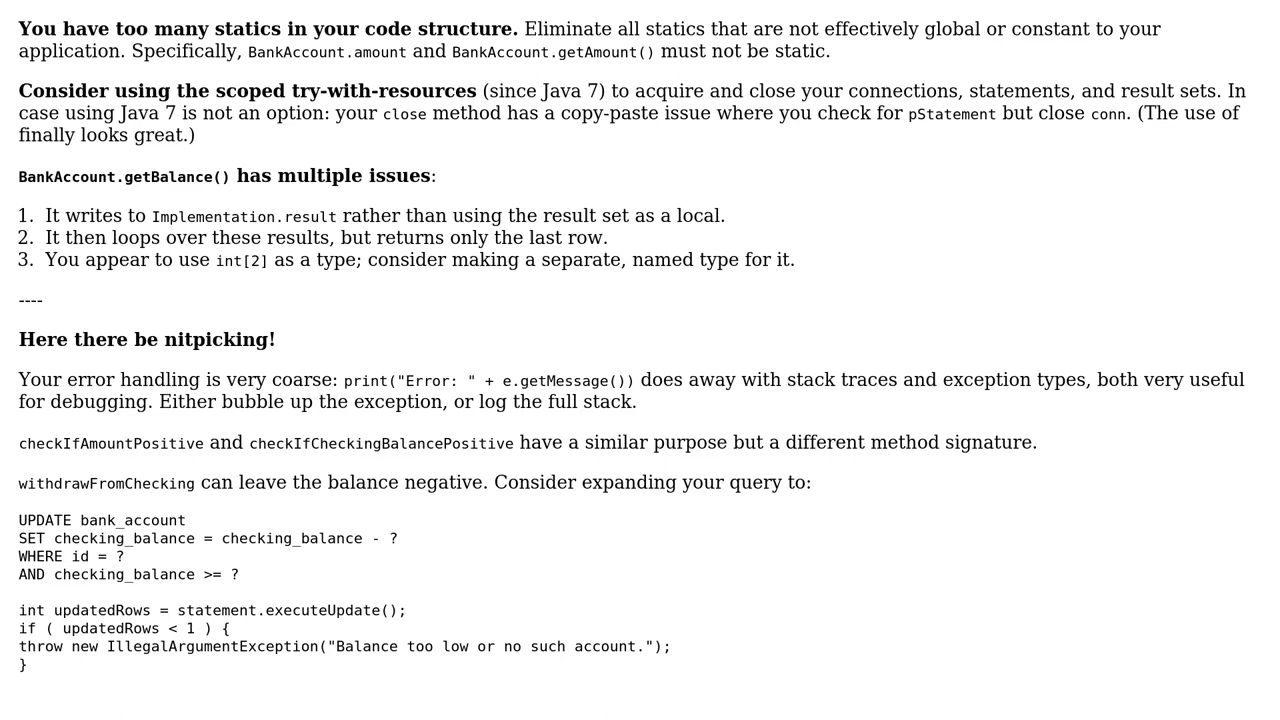 You have too many statics in your code structure. Eliminate all statics that are not effectively global or constant to your
application. Specifically, BankAccount.amount and BankAccount.getAmount() must not be static.
Consider using the scoped try-with-resources (since Java 7) to acquire and close your connections, statements, and result sets. In
case using Java 7 is not an option: your close method has a copy-paste issue where you check for pStatement but close conn. (The use of
finally looks great.)
BankAccount.getBalance() has multiple issues:
1. It writes to Implementation.result rather than using the result set as a local.
2. It then loops over these results, but returns only the last row.
3. You appear to use int[2] as a type; consider making a separate, named type for it.
----
Here there be nitpicking!
Your error handling is very coarse: print("Error: " + e.getMessage()) does away with stack traces and exception types, both very useful
for debugging. Either bubble up the exception, or log the full stack.
checkIfAmountPositive and checkIfCheckingBalancePositive have a similar purpose but a different method signature.
withdrawFromChecking can leave the balance negative. Consider expanding your query to:
UPDATE bank_account
SET checking_balance = checking_balance - ?
WHERE id = ?
AND checking_balance >= ?
int updatedRows = statement.executeUpdate();
if ( updatedRows < 1 ) {
throw new IllegalArgumentException("Balance too low or no such account.");
}